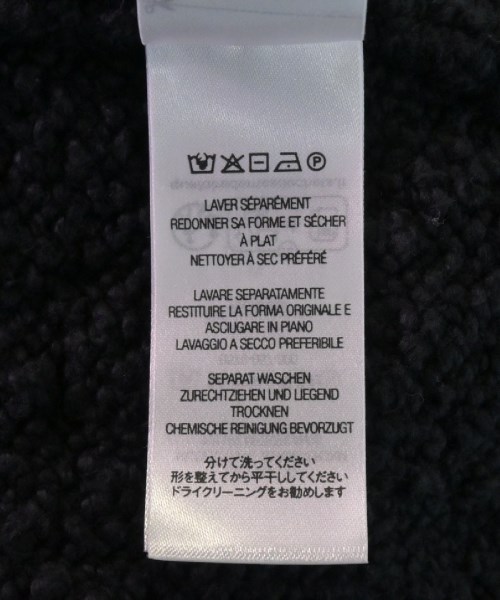 LAVER SÉPARÉMENT
REDONNER SA FORME ET SÉCHER
À PLAT
NETTOYER À SEC PRÉFÉRÉ
LAVARE SEPARATAMENTE
RESTITUIRE LA FORMA ORIGINALE E
ASCIUGARE IN PIANO
LAVAGGIO A SECCO PREFERIBILE
SEPARAT WASCHEN
ZURECHTZIEHEN UND LIEGEND
TROCKNEN
CHEMISCHE REINIGUNG BEVORZUGT
分けて洗ってください
形を整えてから平干ししてください
ドライクリーニングをお勧めします